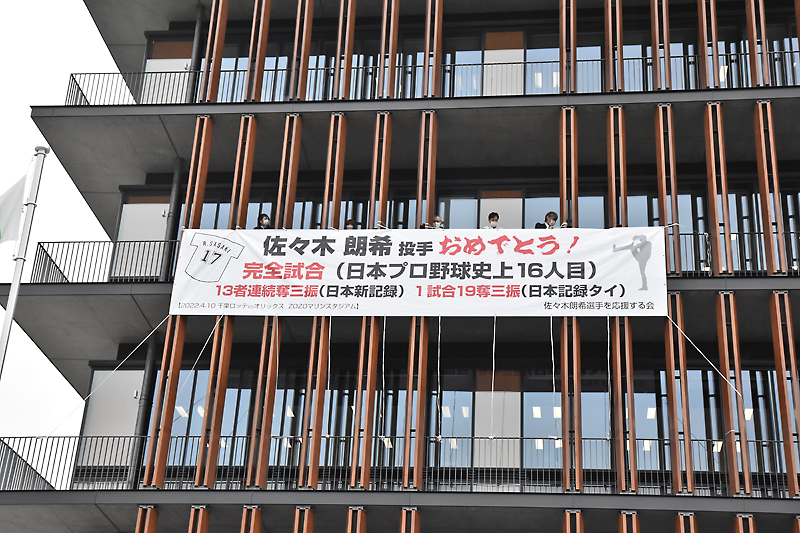 R.SASAKI
17
佐々木 朗希 投手 おめでとう!
完全試合（日本プロ野球史上16人目）
13者連続奪三振（日本新記録） 1試合19奪三振（日本記録タイ）
【2022.4.10 千葉ロッテvsオリックス ZOZOマリンスタジアム】
佐々木朗希選手を応援する会